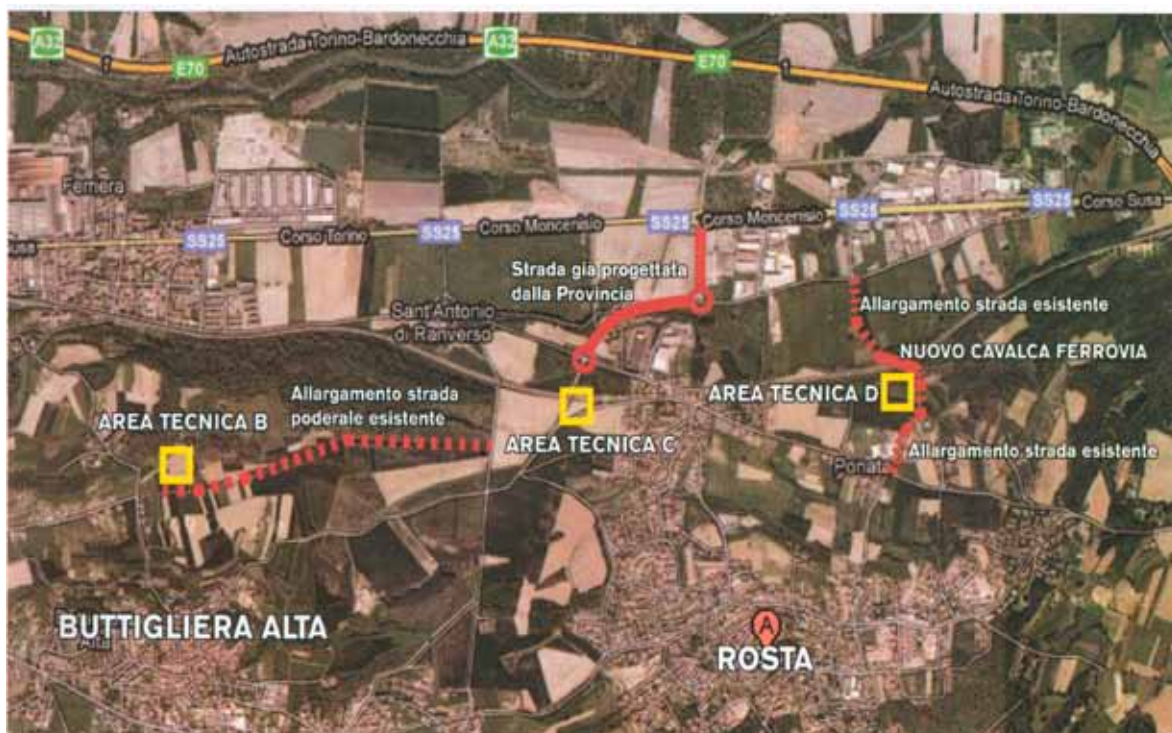 A32
Autostrada Torino-Bardonecchia
A32
E70
E70
Autostrada Torino-Bardonecchia
Ferriera
SS25
Corso Torino
SS25
Corso Moncenisio
SS25
Corso Moncenisio
SS25
SS25
Corso Susa
Susa
Strada già progettata
dalla Provincia
Sant'Antonio
di Ranverso
Allargamento strada esistente
NUOVO CAVALCA FERROVIA
AREA TECNICA D
Allargamento strada
poderale esistente
AREA TECNICA B
AREA TECNICA C
Allargamento strada esistente
BUTTIGLIERA ALTA
Alta
A
ROSTA